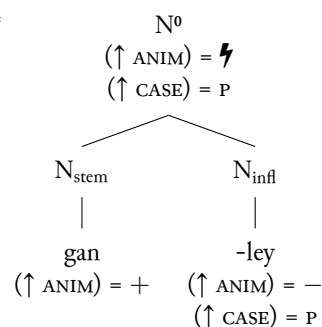 N⁰
(↑ ANIM) = ↯
(↑ CASE) = P
N_stem N_infl
gan -ley
(↑ ANIM) = + (↑ ANIM) = −
(↑ CASE) = P